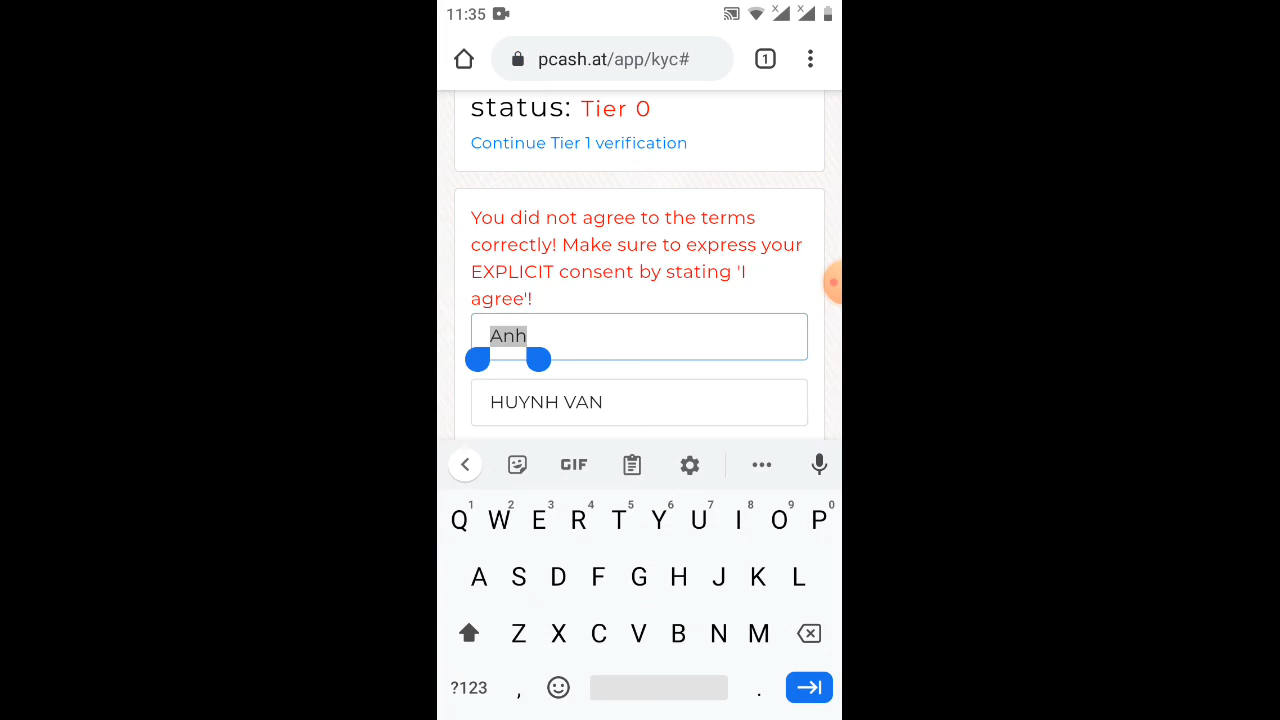 11:35
pcash.at/app/kyc#
1
status: Tier 0
Continue Tier 1 verification
You did not agree to the terms
correctly! Make sure to express your
EXPLICIT consent by stating 'I
agree'!
Anh
HUYNH VAN
GIF
1 2 3 4 5 6 7 8 9 0
Q W E R T Y U I O P
A S D F G H J K L
Z X C V B N M
?123 , .